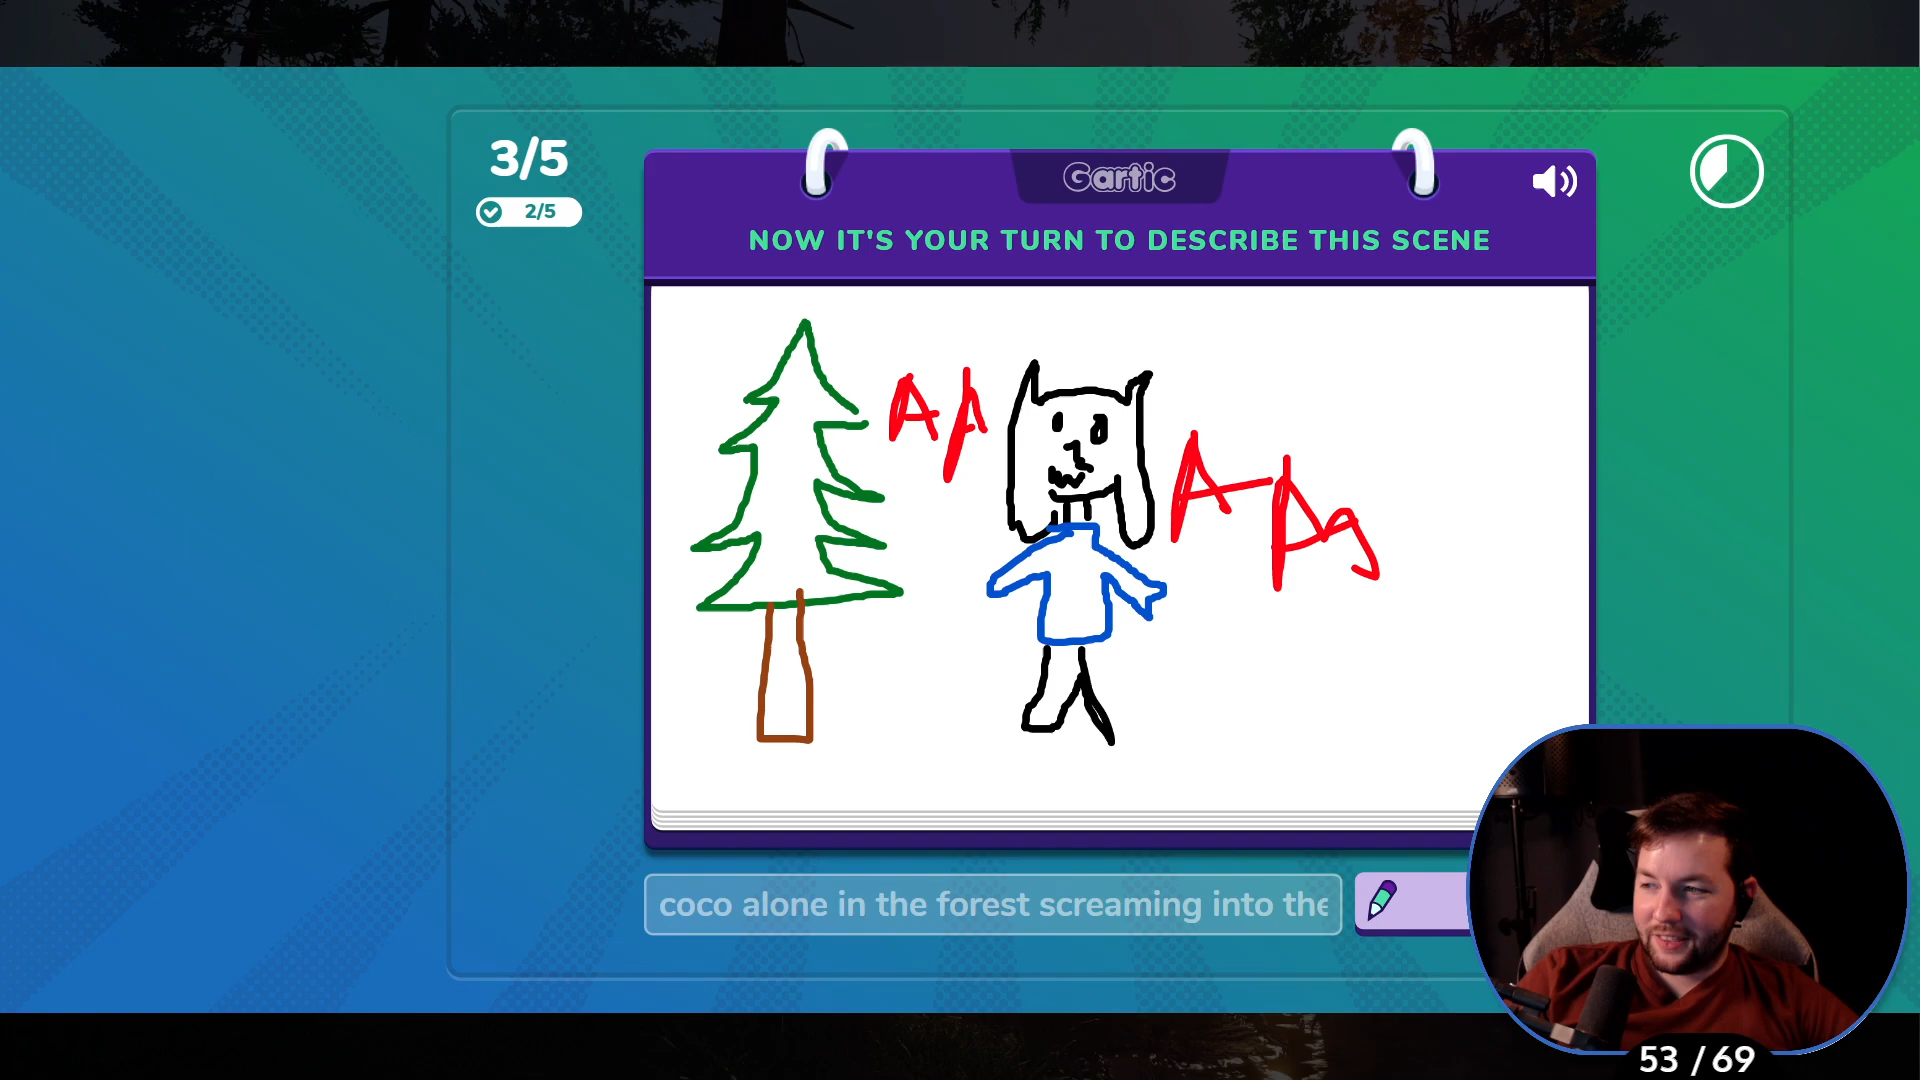 3/5
2/5
Gartic
NOW IT'S YOUR TURN TO DESCRIBE THIS SCENE
AA
AAA
coco alone in the forest screaming into the
53 / 69